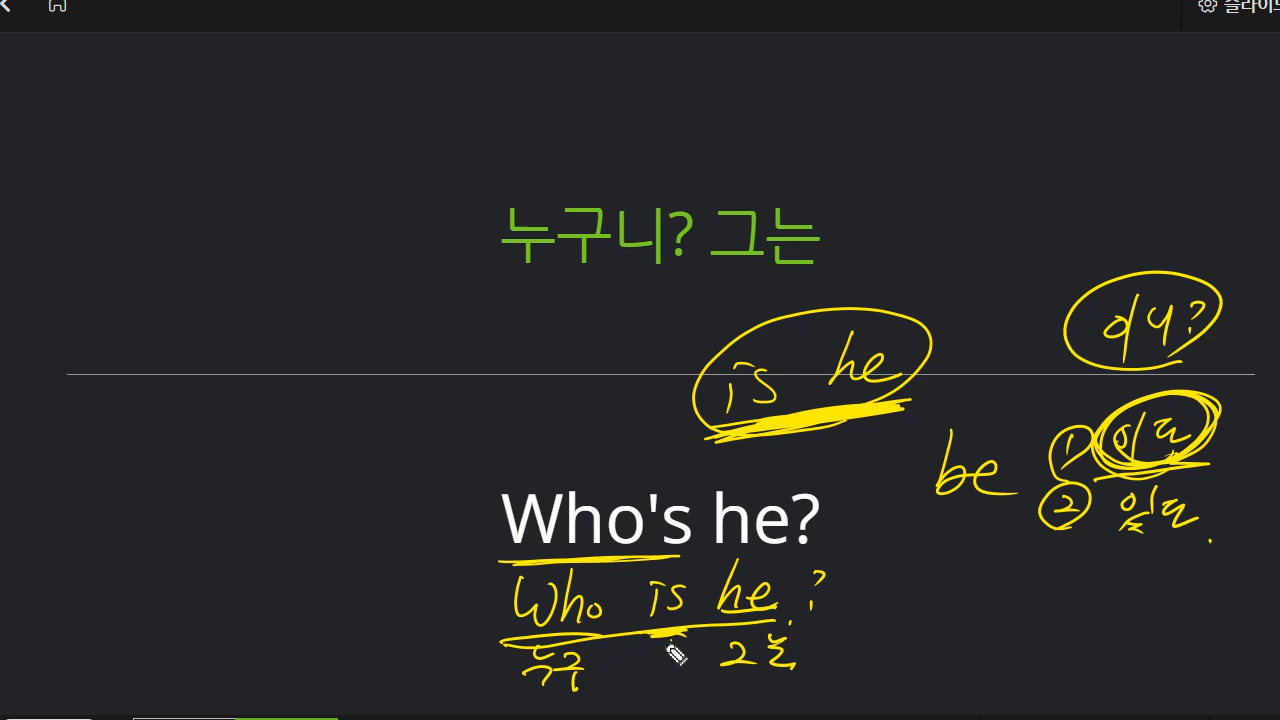 누구니? 그는
이니?
is he
be ① 이다
② 있다.
Who's he?
Who is he?
누구 그는